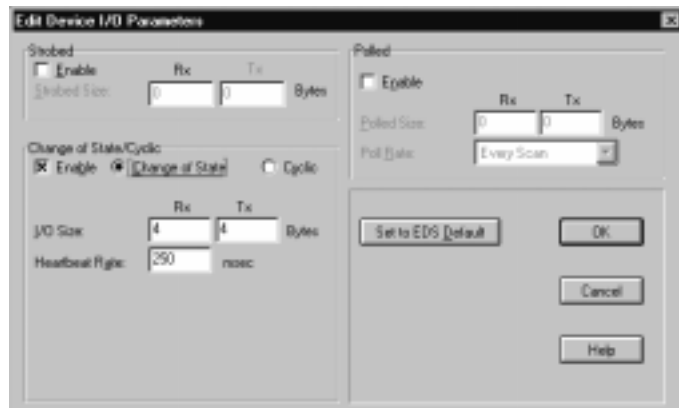 Edit Device I/O Parameters
Strobed
Enable
Rx Tx
Strobed Size: 0 0 Bytes
Change of State/Cyclic
Enable Change of State Cyclic
Rx Tx
I/O Size: 4 4 Bytes
Heartbeat Rate: 250 msec
Polled
Enable
Rx Tx
Polled Size: 0 0 Bytes
Poll Rate: Every Scan
Set to EDS Default
OK
Cancel
Help